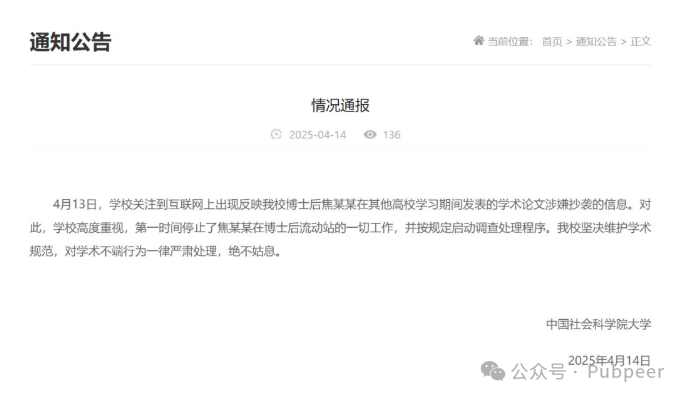 通知公告
当前位置： 首页 > 通知公告 > 正文
情况通报
2025-04-14 136
4月13日，学校关注到互联网上出现反映我校博士后焦某某在其他高校学习期间发表的学术论文涉嫌抄袭的信息。对
此，学校高度重视，第一时间停止了焦某某在博士后流动站的一切工作，并按规定启动调查处理程序。我校坚决维护学术
规范，对学术不端行为一律严肃处理，绝不姑息。
中国社会科学院大学
2025年4月14日
公众号 · Pubpeer